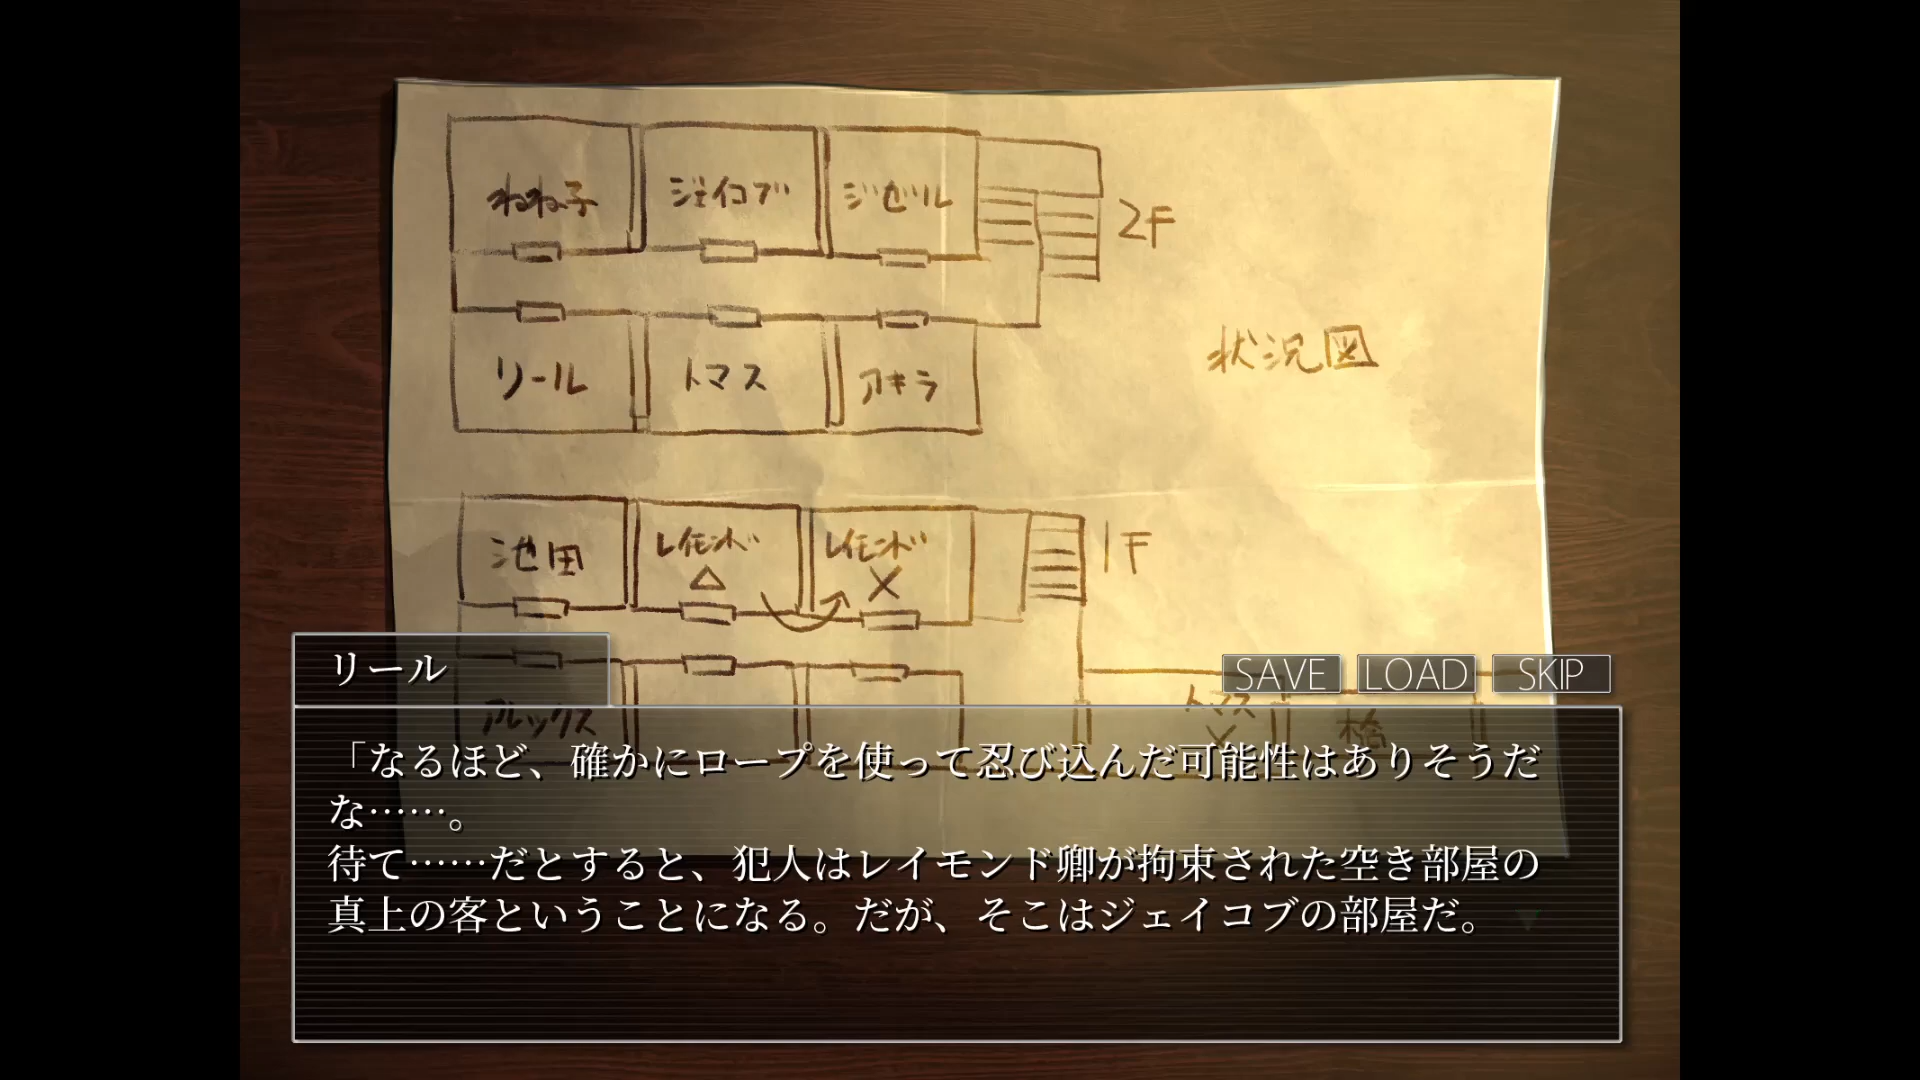 ねね子
ジェイコブ
ジゼル
2F
リール
トマス
アキラ
状況図
池田
レイモンド
△
レイモンド
×
1F
アレックス
トマス
×
橋
リール
SAVE
LOAD
SKIP
「なるほど、確かにロープを使って忍び込んだ可能性はありそうだ
な……。
待て……だとすると、犯人はレイモンド卿が拘束された空き部屋の
真上の客ということになる。だが、そこはジェイコブの部屋だ。